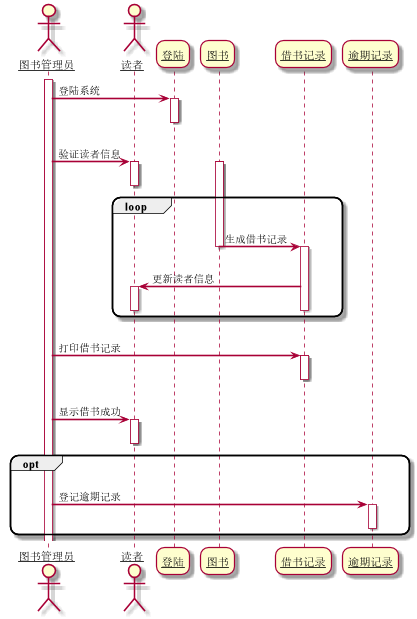 图书管理员 读者 登陆 图书 借书记录 逾期记录
登陆系统
验证读者信息
loop
生成借书记录
更新读者信息
打印借书记录
显示借书成功
opt
登记逾期记录
图书管理员 读者 登陆 图书 借书记录 逾期记录